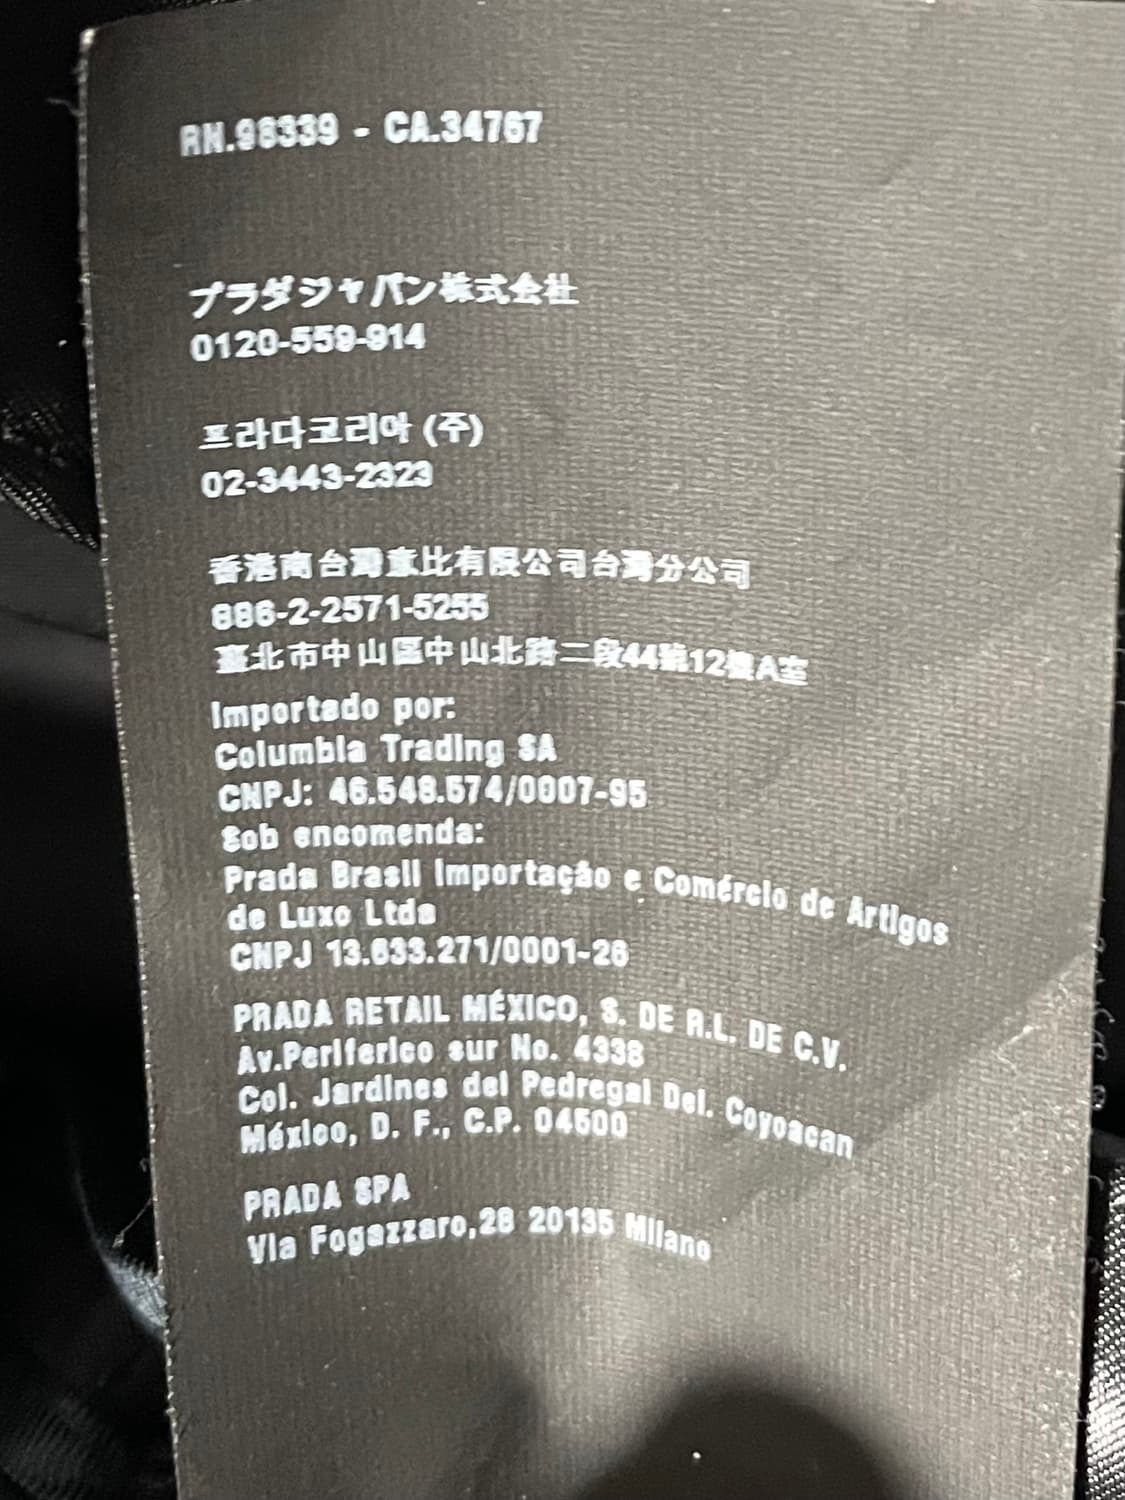 RN.98339 - CA.34767
プラダジャパン株式会社
0120-559-914
프라다코리아 (주)
02-3443-2323
香港商台灣普比有限公司台灣分公司
886-2-2571-5255
臺北市中山區中山北路二段44號12樓A室
Importado por:
Columbia Trading SA
CNPJ: 46.548.574/0007-95
Sob encomenda:
Prada Brasil Importação e Comércio de Artigos
de Luxo Ltda
CNPJ 13.633.271/0001-26
PRADA RETAIL MÉXICO, S. DE R.L. DE C.V.
Av.Periferico sur No. 4338
Col. Jardines del Pedregal Del. Coyoacan
México, D. F., C.P. 04500
PRADA SPA
Via Fogazzaro,28 20135 Milano